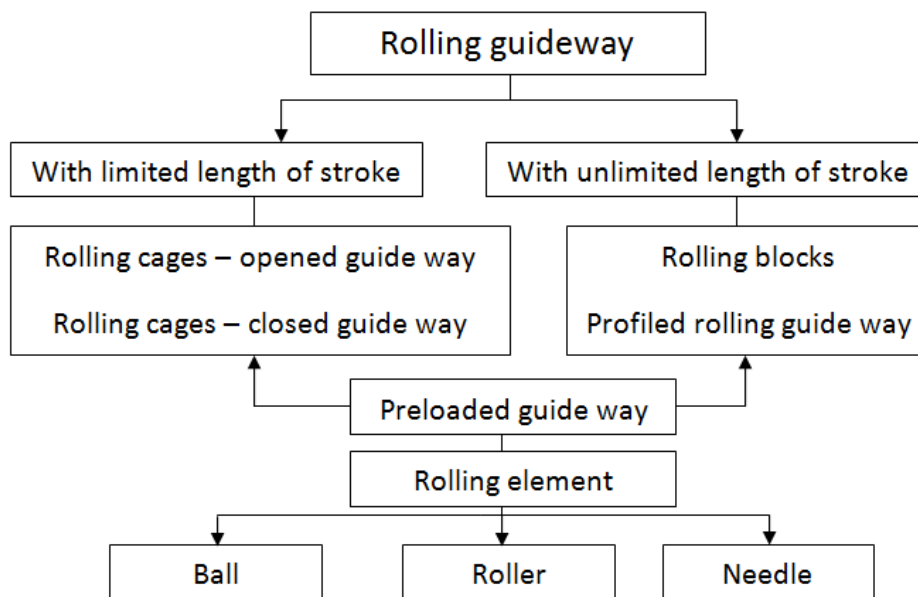 Rolling guideway
With limited length of stroke
With unlimited length of stroke
Rolling cages – opened guide way
Rolling cages – closed guide way
Rolling blocks
Profiled rolling guide way
Preloaded guide way
Rolling element
Ball
Roller
Needle